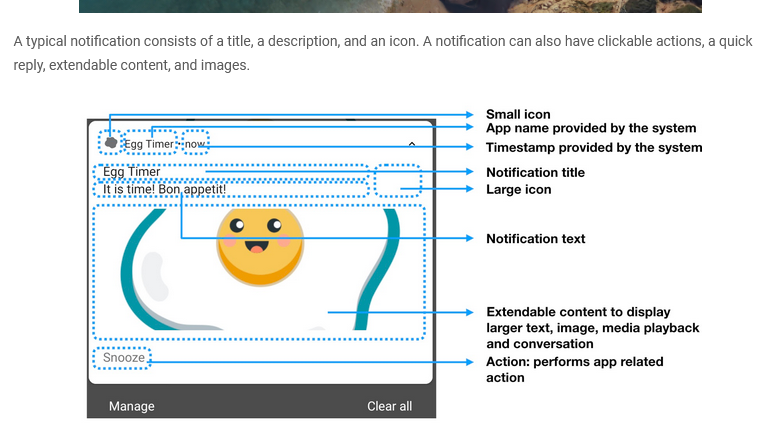 A typical notification consists of a title, a description, and an icon. A notification can also have clickable actions, a quick
reply, extendable content, and images.
Small icon
App name provided by the system
Egg Timer · now
Timestamp provided by the system
Egg Timer
Notification title
It is time! Bon appetit!
Large icon
Notification text
Extendable content to display
larger text, image, media playback
and conversation
Snooze
Action: performs app related
action
Manage
Clear all